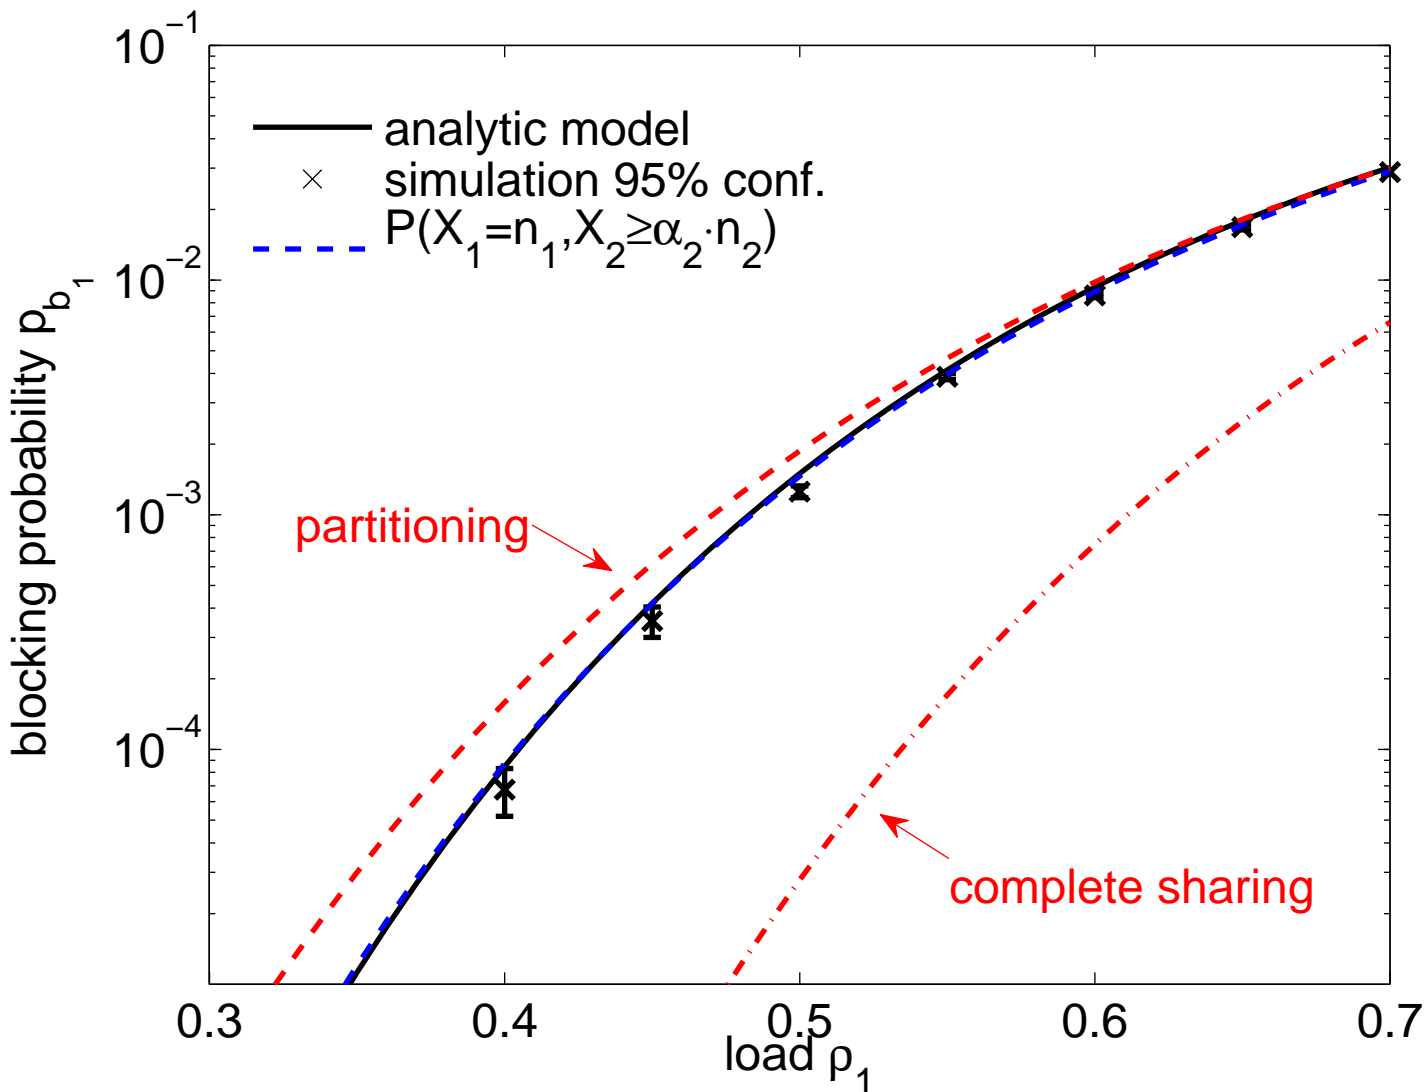 10⁻¹
analytic model
simulation 95% conf.
P(X₁=n₁,X₂≥α₂·n₂)
10⁻²
blocking probability p_b₁
10⁻³
partitioning
10⁻⁴
complete sharing
0.3 0.4 0.5 0.6 0.7
load ρ₁